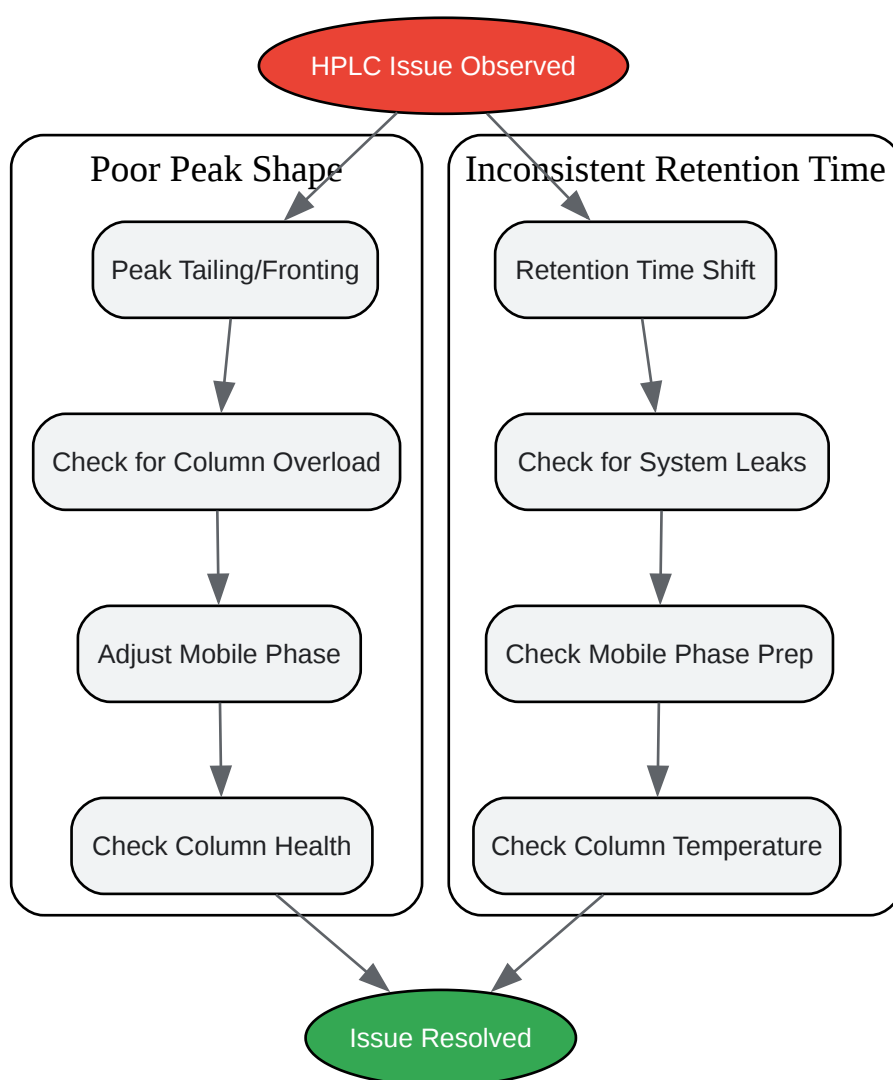 HPLC Issue Observed
Poor Peak Shape
Peak Tailing/Fronting
Check for Column Overload
Adjust Mobile Phase
Check Column Health
Inconsistent Retention Time
Retention Time Shift
Check for System Leaks
Check Mobile Phase Prep
Check Column Temperature
Issue Resolved